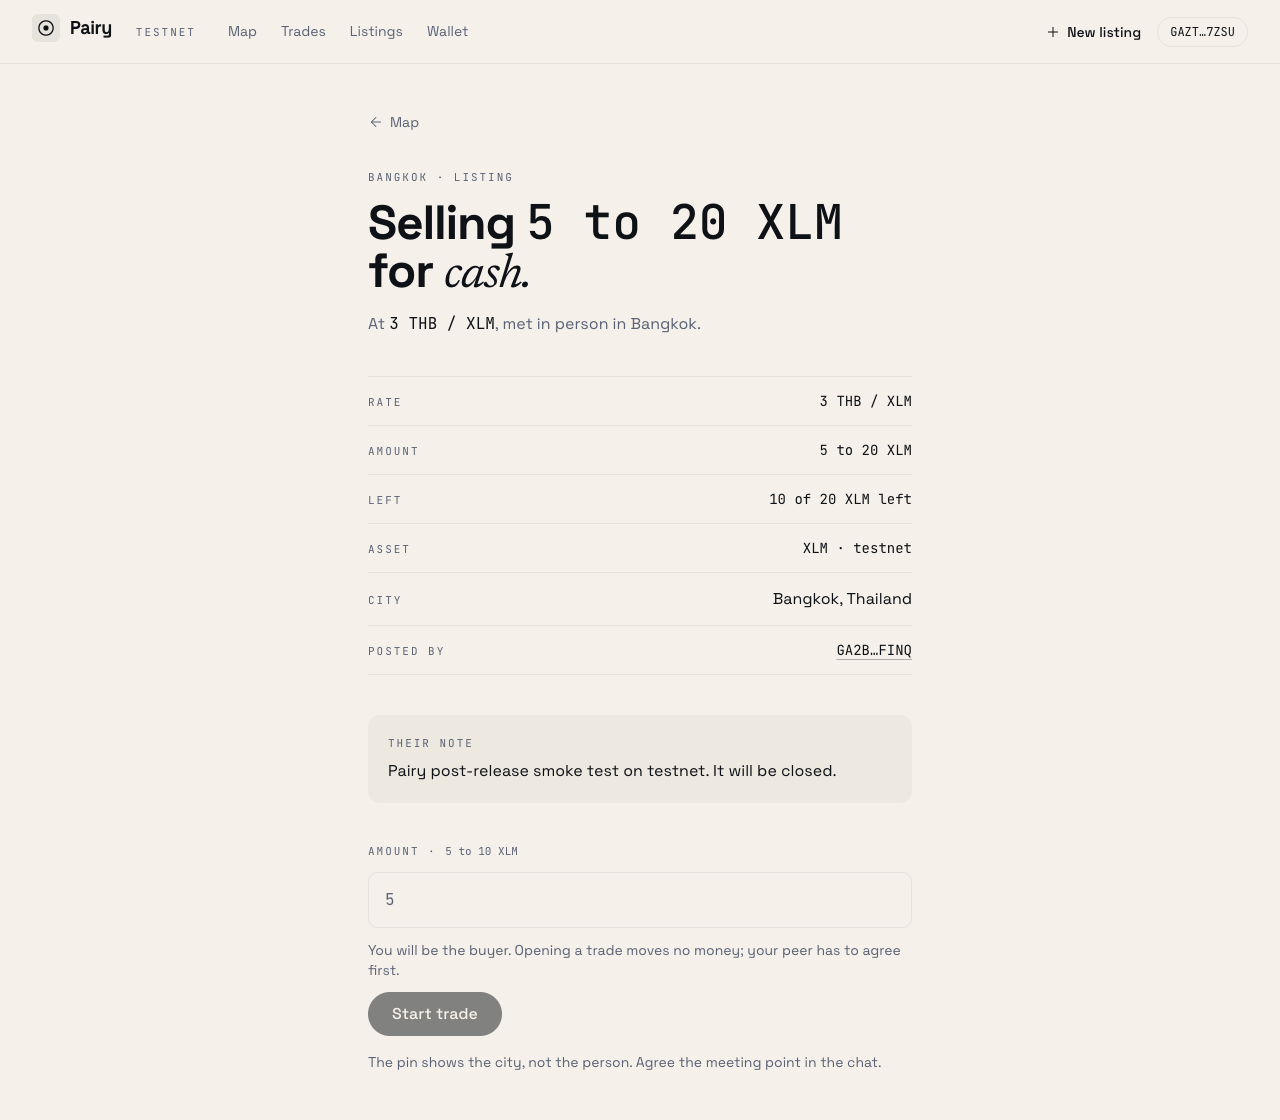 Pairy
TESTNET
Map
Trades
Listings
Wallet
New listing
GAZT…7ZSU
Map
BANGKOK · LISTING
Selling 5 to 20 XLM
for cash.
At 3 THB / XLM, met in person in Bangkok.
RATE
3 THB / XLM
AMOUNT
5 to 20 XLM
LEFT
10 of 20 XLM left
ASSET
XLM · testnet
CITY
Bangkok, Thailand
POSTED BY
GA2B…FINQ
THEIR NOTE
Pairy post-release smoke test on testnet. It will be closed.
AMOUNT · 5 to 10 XLM
5
You will be the buyer. Opening a trade moves no money; your peer has to agree
first.
Start trade
The pin shows the city, not the person. Agree the meeting point in the chat.